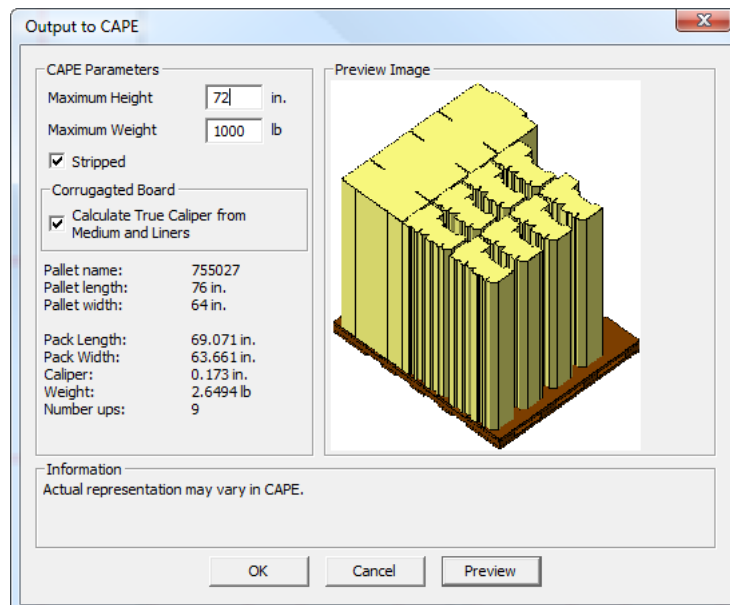 Output to CAPE
CAPE Parameters
Maximum Height 72 in.
Maximum Weight 1000 lb
Stripped
Corrugagted Board
Calculate True Caliper from
Medium and Liners
Pallet name: 755027
Pallet length: 76 in.
Pallet width: 64 in.
Pack Length: 69.071 in.
Pack Width: 63.661 in.
Caliper: 0.173 in.
Weight: 2.6494 lb
Number ups: 9
Preview Image
Information
Actual representation may vary in CAPE.
OK Cancel Preview